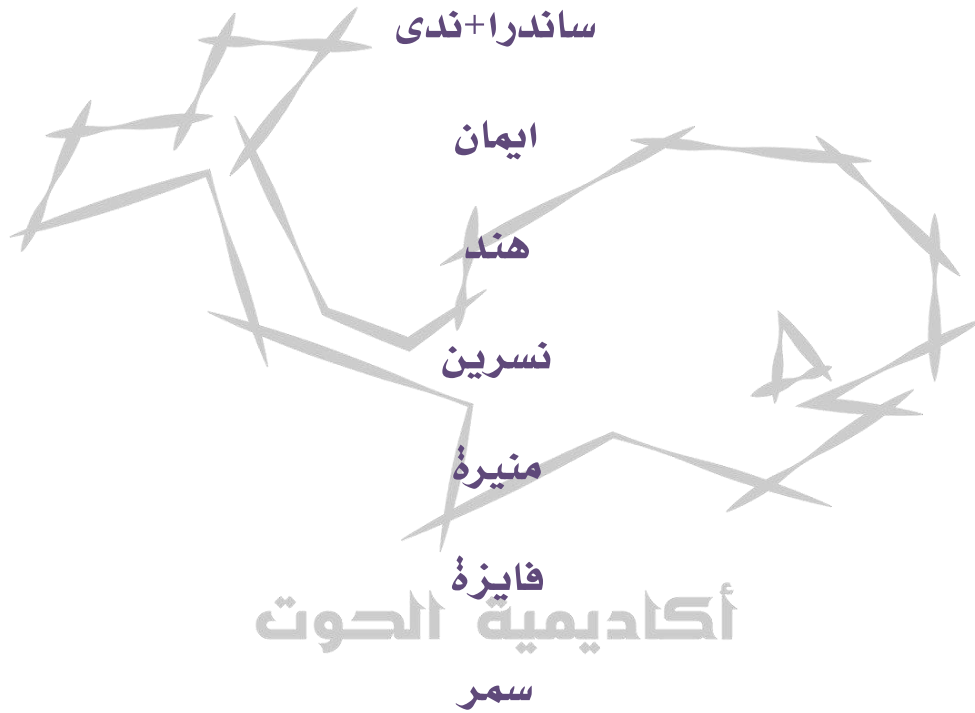 ساندرا+ندى
ايمان
هند
نسرين
منيرة
فايزة
أكاديمية الحوت
سمر